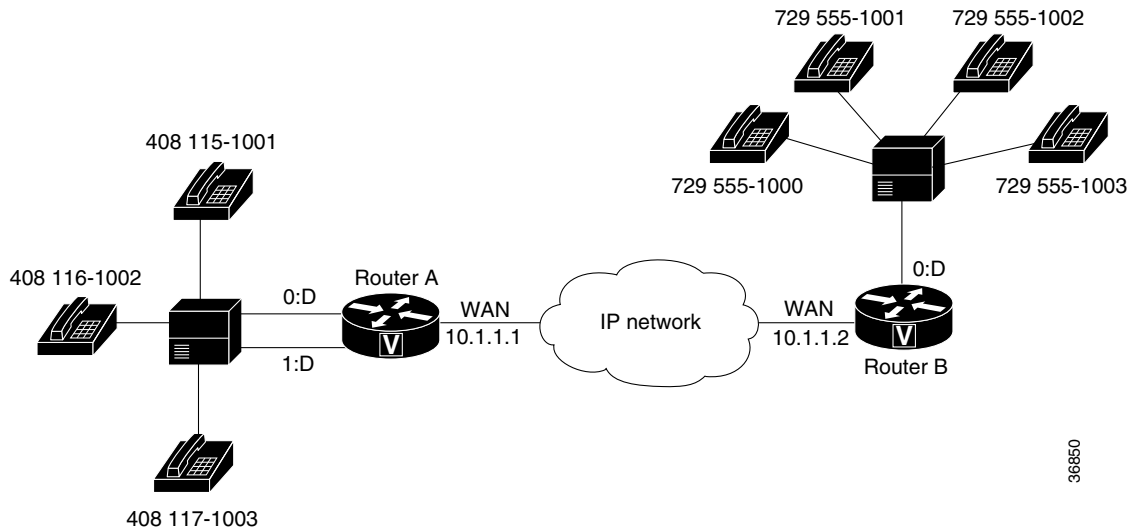 729 555-1001
729 555-1002
408 115-1001
729 555-1000
729 555-1003
408 116-1002
0:D
Router A
WAN
10.1.1.1
IP network
WAN
10.1.1.2
0:D
1:D
V
V
Router B
408 117-1003
36850